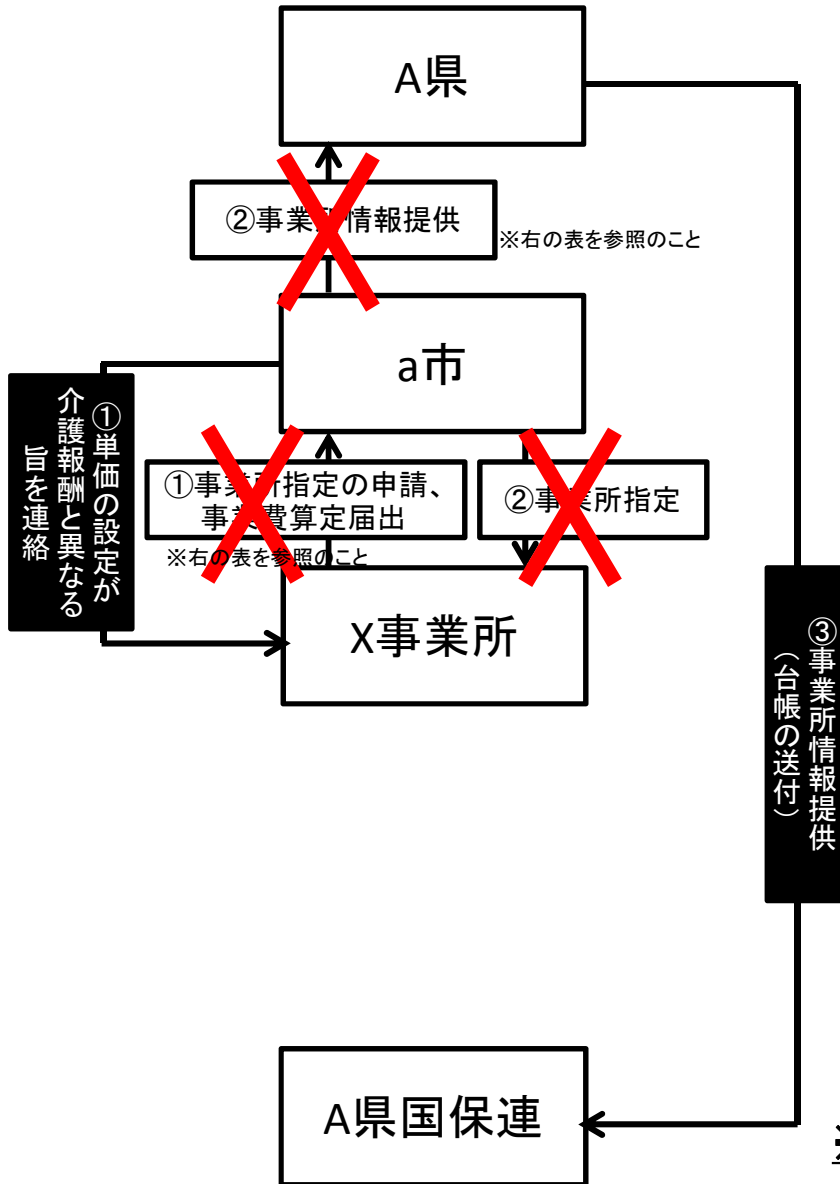 A県
②事業所情報提供
※右の表を参照のこと
a市
①単価の設定が
介護報酬と異なる
旨を連絡
①事業所指定の申請、
事業費算定届出
※右の表を参照のこと
②事業所指定
X事業所
③事業所情報提供
（台帳の送付）
A県国保連
※